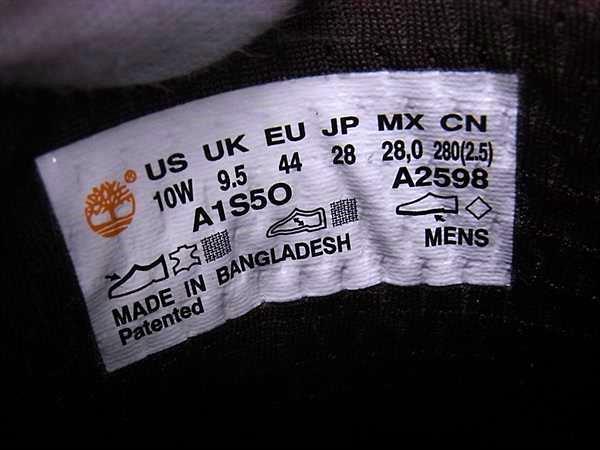 US UK EU JP MX CN
10W 9.5 44 28 28,0 280(2.5)
A1S5O A2598
MENS
MADE IN BANGLADESH
Patented
®